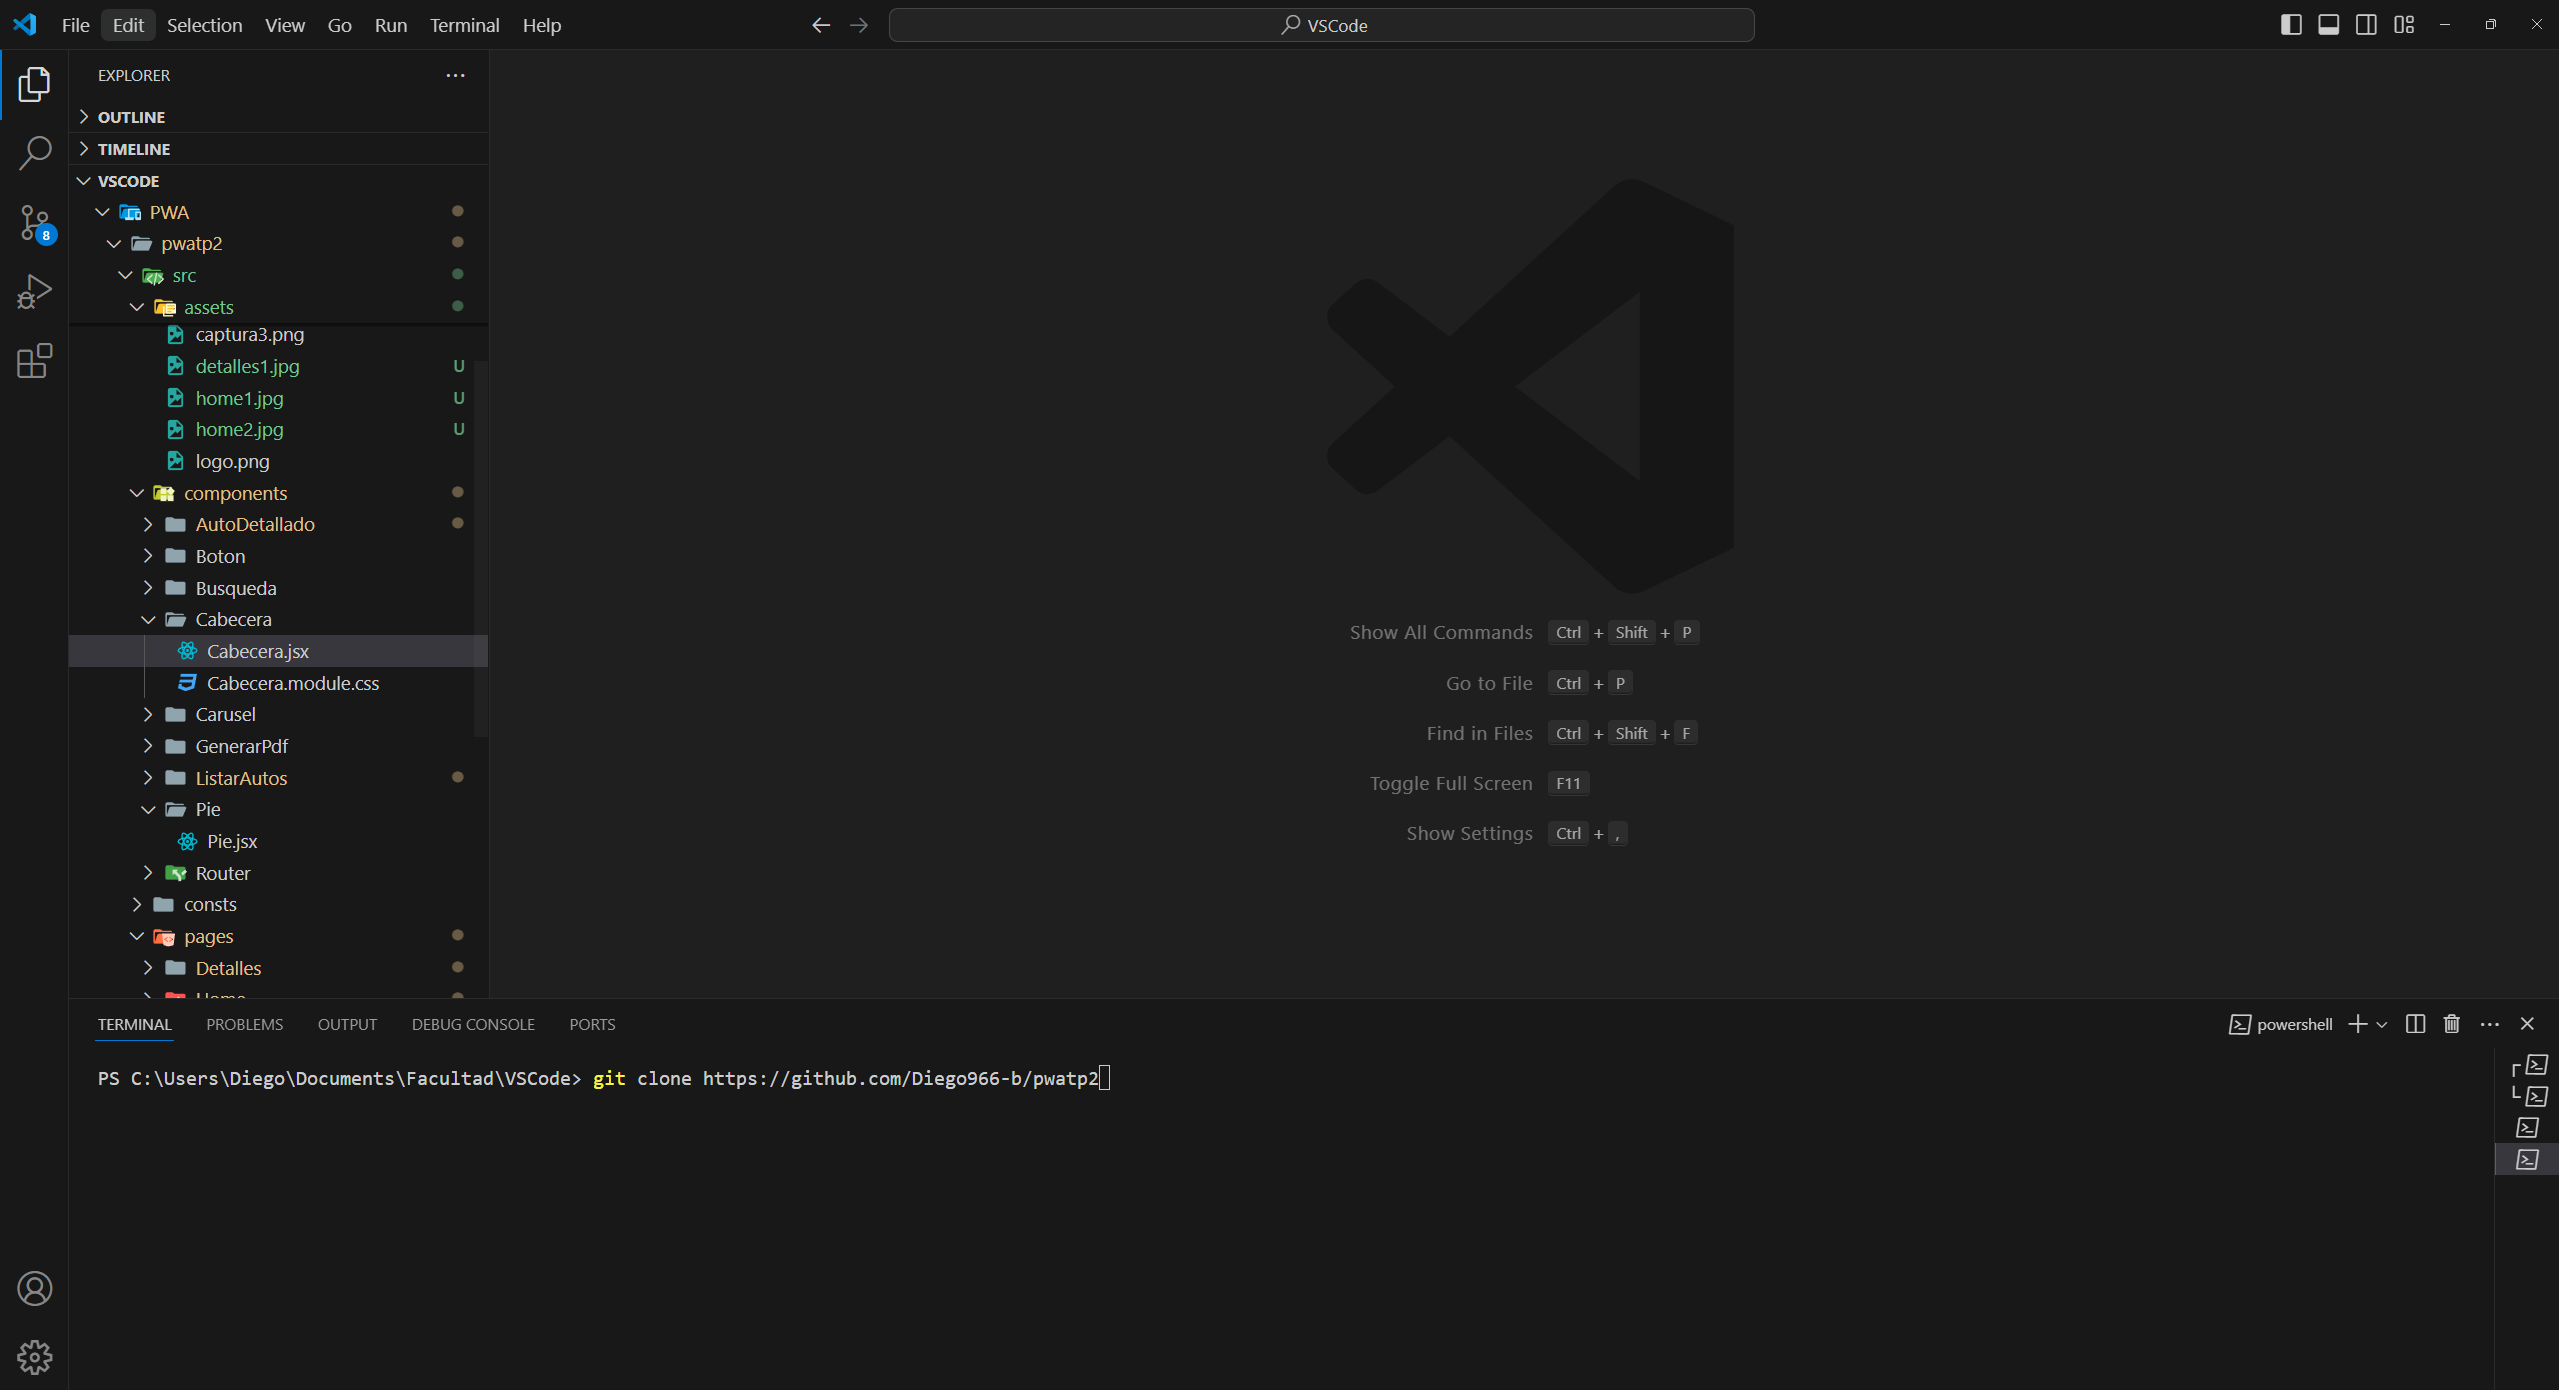 File Edit Selection View Go Run Terminal Help
VSCode
EXPLORER
OUTLINE
TIMELINE
VSCODE
8
PWA
pwatp2
src
assets
captura3.png
detalles1.jpg U
home1.jpg U
home2.jpg U
logo.png
components
AutoDetallado
Boton
Busqueda
Cabecera
Cabecera.jsx
Cabecera.module.css
Carusel
GenerarPdf
ListarAutos
Pie
Pie.jsx
Router
consts
pages
Detalles
Home
Show All Commands Ctrl + Shift + P
Go to File Ctrl + P
Find in Files Ctrl + Shift + F
Toggle Full Screen F11
Show Settings Ctrl + ,
TERMINAL PROBLEMS OUTPUT DEBUG CONSOLE PORTS
powershell
PS C:\Users\Diego\Documents\Facultad\VSCode> git clone https://github.com/Diego966-b/pwatp2